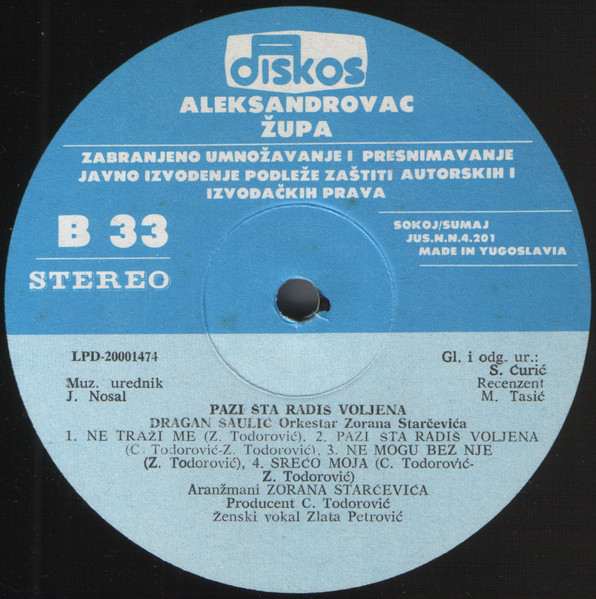 diskos
ALEKSANDROVAC
ŽUPA
ZABRANJENO UMNOŽAVANJE I PRESNIMAVANJE
JAVNO IZVOĐENJE PODLEŽE ZAŠTITI AUTORSKIH I
IZVOĐAČKIH PRAVA
B 33
STEREO
SOKOJ/SUMAJ
JUS.N.N.4.201
MADE IN YUGOSLAVIA
LPD-20001474
Muz. urednik
J. Nosal
Gl. i odg. ur.:
S. Ćurić
Recenzent
M. Tasić
PAZI ŠTA RADIŠ VOLJENA
DRAGAN ŠAULIĆ Orkestar Zorana Starčevića
1. NE TRAŽI ME (Z. Todorović), 2. PAZI ŠTA RADIŠ VOLJENA
(C. Todorović-Z. Todorović), 3. NE MOGU BEZ NJE
(Z. Todorović), 4. SREĆO MOJA (C. Todorović-
Z. Todorović)
Aranžmani ZORANA STARČEVIĆA
Producent C. Todorović
Ženski vokal Zlata Petrović